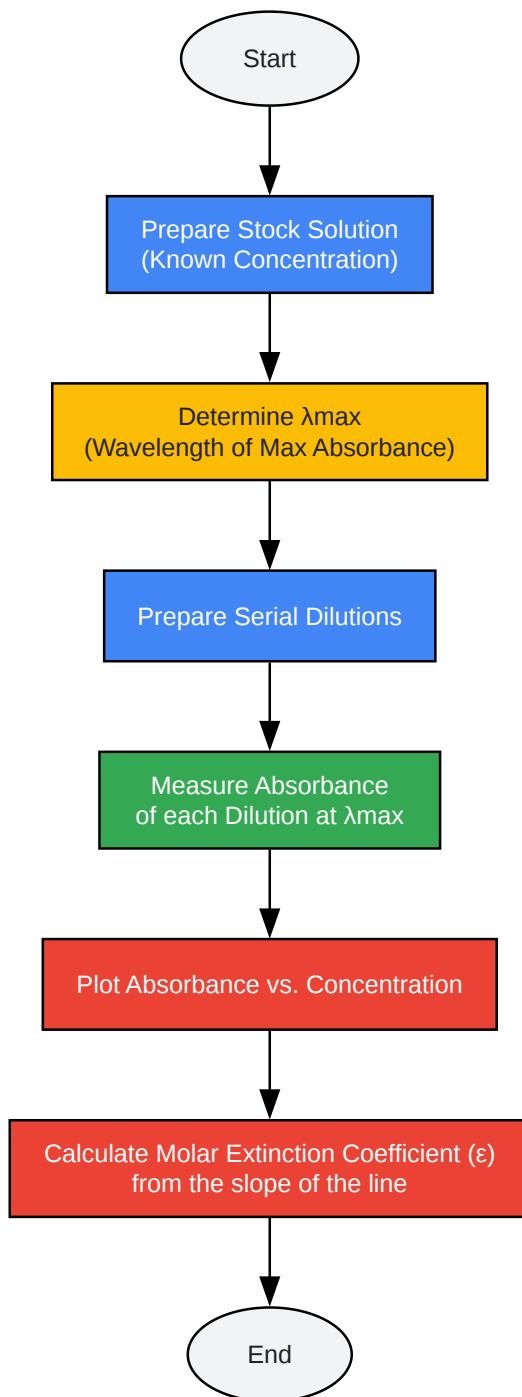 Start
Prepare Stock Solution
(Known Concentration)
Determine λmax
(Wavelength of Max Absorbance)
Prepare Serial Dilutions
Measure Absorbance
of each Dilution at λmax
Plot Absorbance vs. Concentration
Calculate Molar Extinction Coefficient (ε)
from the slope of the line
End